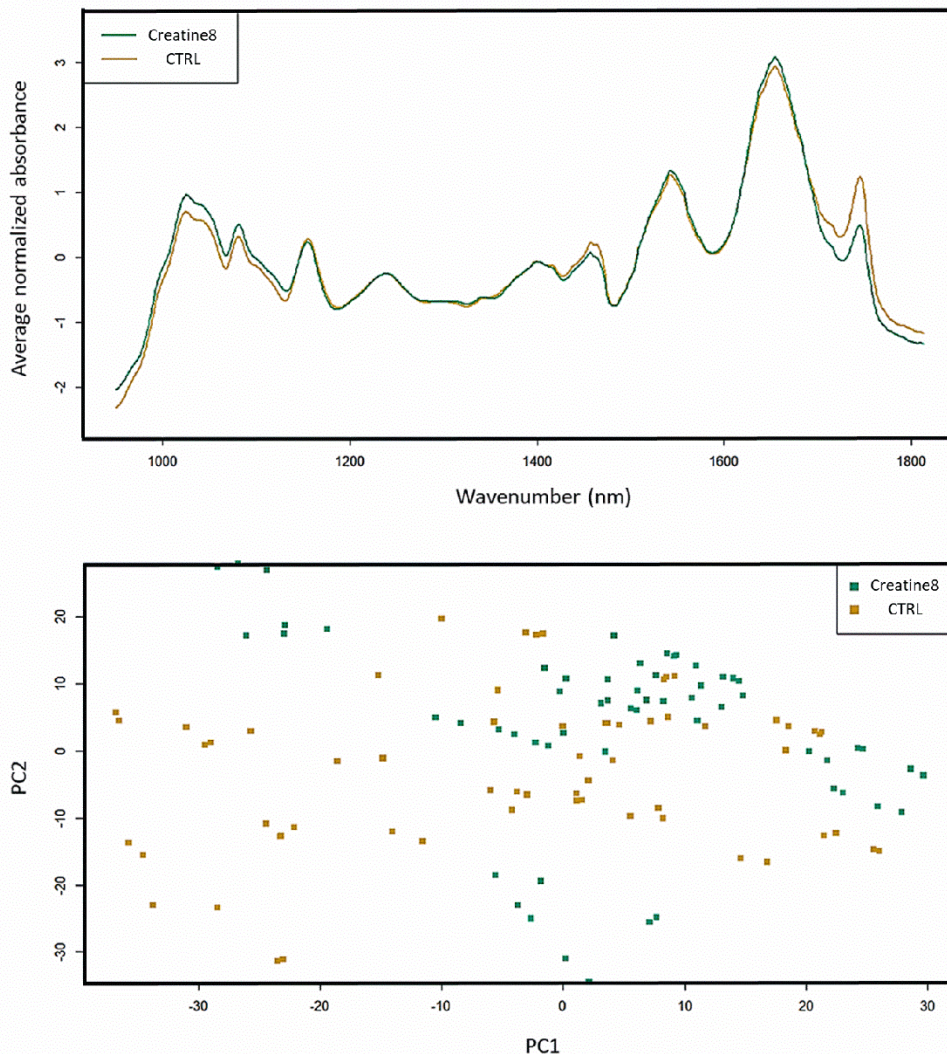 Creatine8
CTRL
Average normalized absorbance
3
2
1
0
-1
-2
1000 1200 1400 1600 1800
Wavenumber (nm)
Creatine8
CTRL
PC2
20
10
0
-10
-20
-30
-30 -20 -10 0 10 20 30
PC1